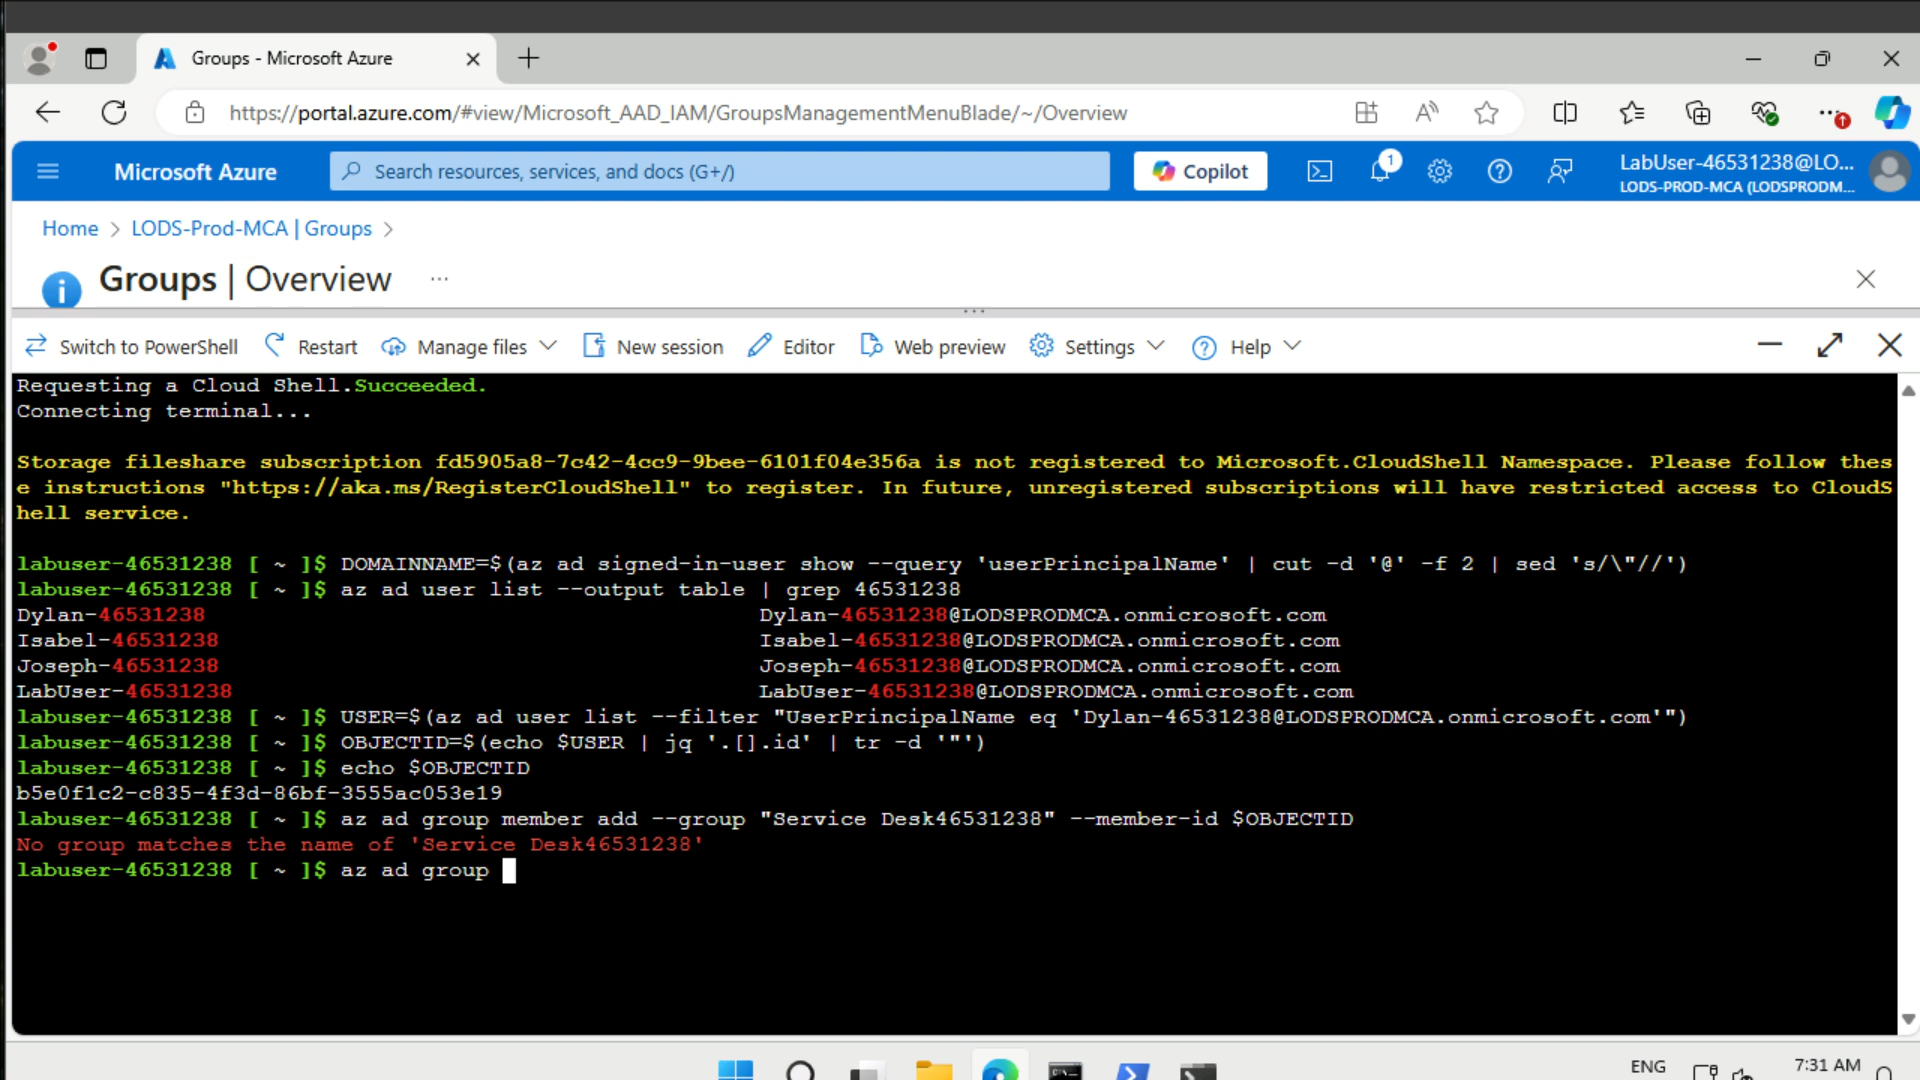 Groups - Microsoft Azure
https://portal.azure.com/#view/Microsoft_AAD_IAM/GroupsManagementMenuBlade/~/Overview
Microsoft Azure
Search resources, services, and docs (G+/)
Copilot
1
LabUser-46531238@LO...
LODS-PROD-MCA (LODSPRODM...
Home > LODS-Prod-MCA | Groups >
Groups | Overview ...
Switch to PowerShell Restart Manage files New session Editor Web preview Settings Help
Requesting a Cloud Shell.Succeeded.
Connecting terminal...
Storage fileshare subscription fd5905a8-7c42-4cc9-9bee-6101f04e356a is not registered to Microsoft.CloudShell Namespace. Please follow thes
e instructions "https://aka.ms/RegisterCloudShell" to register. In future, unregistered subscriptions will have restricted access to CloudS
hell service.
labuser-46531238 [ ~ ]$ DOMAINNAME=$(az ad signed-in-user show --query 'userPrincipalName' | cut -d '@' -f 2 | sed 's/\"//')
labuser-46531238 [ ~ ]$ az ad user list --output table | grep 46531238
Dylan-46531238 Dylan-46531238@LODSPRODMCA.onmicrosoft.com
Isabel-46531238 Isabel-46531238@LODSPRODMCA.onmicrosoft.com
Joseph-46531238 Joseph-46531238@LODSPRODMCA.onmicrosoft.com
LabUser-46531238 LabUser-46531238@LODSPRODMCA.onmicrosoft.com
labuser-46531238 [ ~ ]$ USER=$(az ad user list --filter "UserPrincipalName eq 'Dylan-46531238@LODSPRODMCA.onmicrosoft.com'")
labuser-46531238 [ ~ ]$ OBJECTID=$(echo $USER | jq '.[].id' | tr -d '"')
labuser-46531238 [ ~ ]$ echo $OBJECTID
b5e0f1c2-c835-4f3d-86bf-3555ac053e19
labuser-46531238 [ ~ ]$ az ad group member add --group "Service Desk46531238" --member-id $OBJECTID
No group matches the name of 'Service Desk46531238'
labuser-46531238 [ ~ ]$ az ad group
ENG
7:31 AM